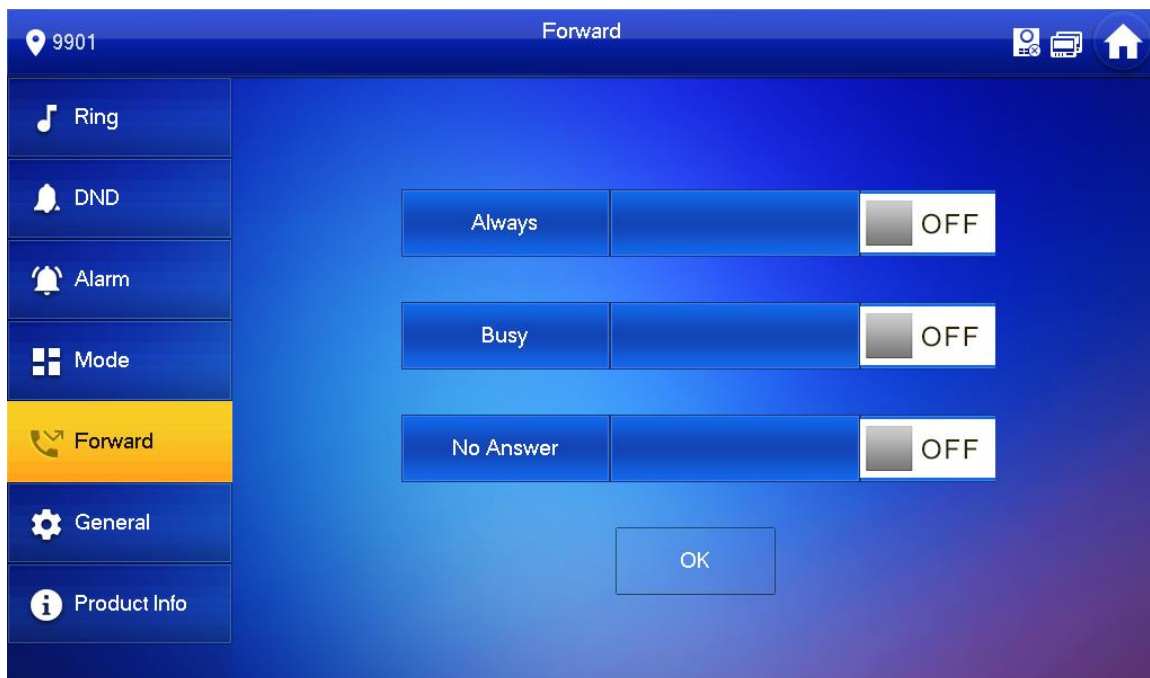 9901
Forward
Ring
DND
Alarm
Mode
Forward
General
Product Info
Always
OFF
Busy
OFF
No Answer
OFF
OK